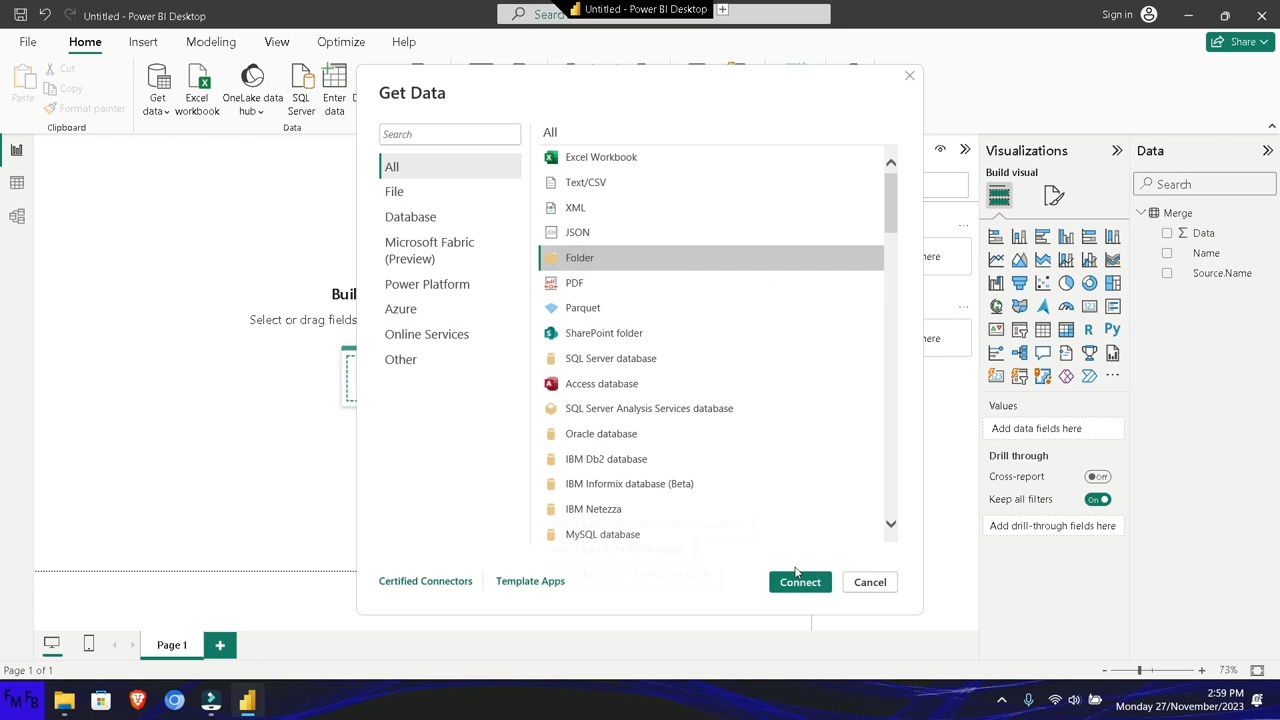 Untitled - Power BI Desktop
Search
Untitled - Power BI Desktop
Sign in
File
Home
Insert
Modeling
View
Optimize
Help
Share
Paste
Cut
Copy
Format painter
Clipboard
Get data
Excel workbook
OneLake data hub
SQL Server
Enter data
Data
Get Data
Search
All
File
Database
Microsoft Fabric (Preview)
Power Platform
Azure
Online Services
Other
All
Excel Workbook
Text/CSV
XML
JSON
Folder
PDF
Parquet
SharePoint folder
SQL Server database
Access database
SQL Server Analysis Services database
Oracle database
IBM Db2 database
IBM Informix database (Beta)
IBM Netezza
MySQL database
Certified Connectors
Template Apps
Connect
Cancel
Select or drag fields
here
here
Visualizations
Build visual
R
Py
123
Values
Add data fields here
Drill through
Cross-report
Off
Keep all filters
On
Add drill-through fields here
Data
Search
Merge
Data
Name
Source.Name
Page 1
Page 1 of 1
73%
2:59 PM
Monday 27/November/2023